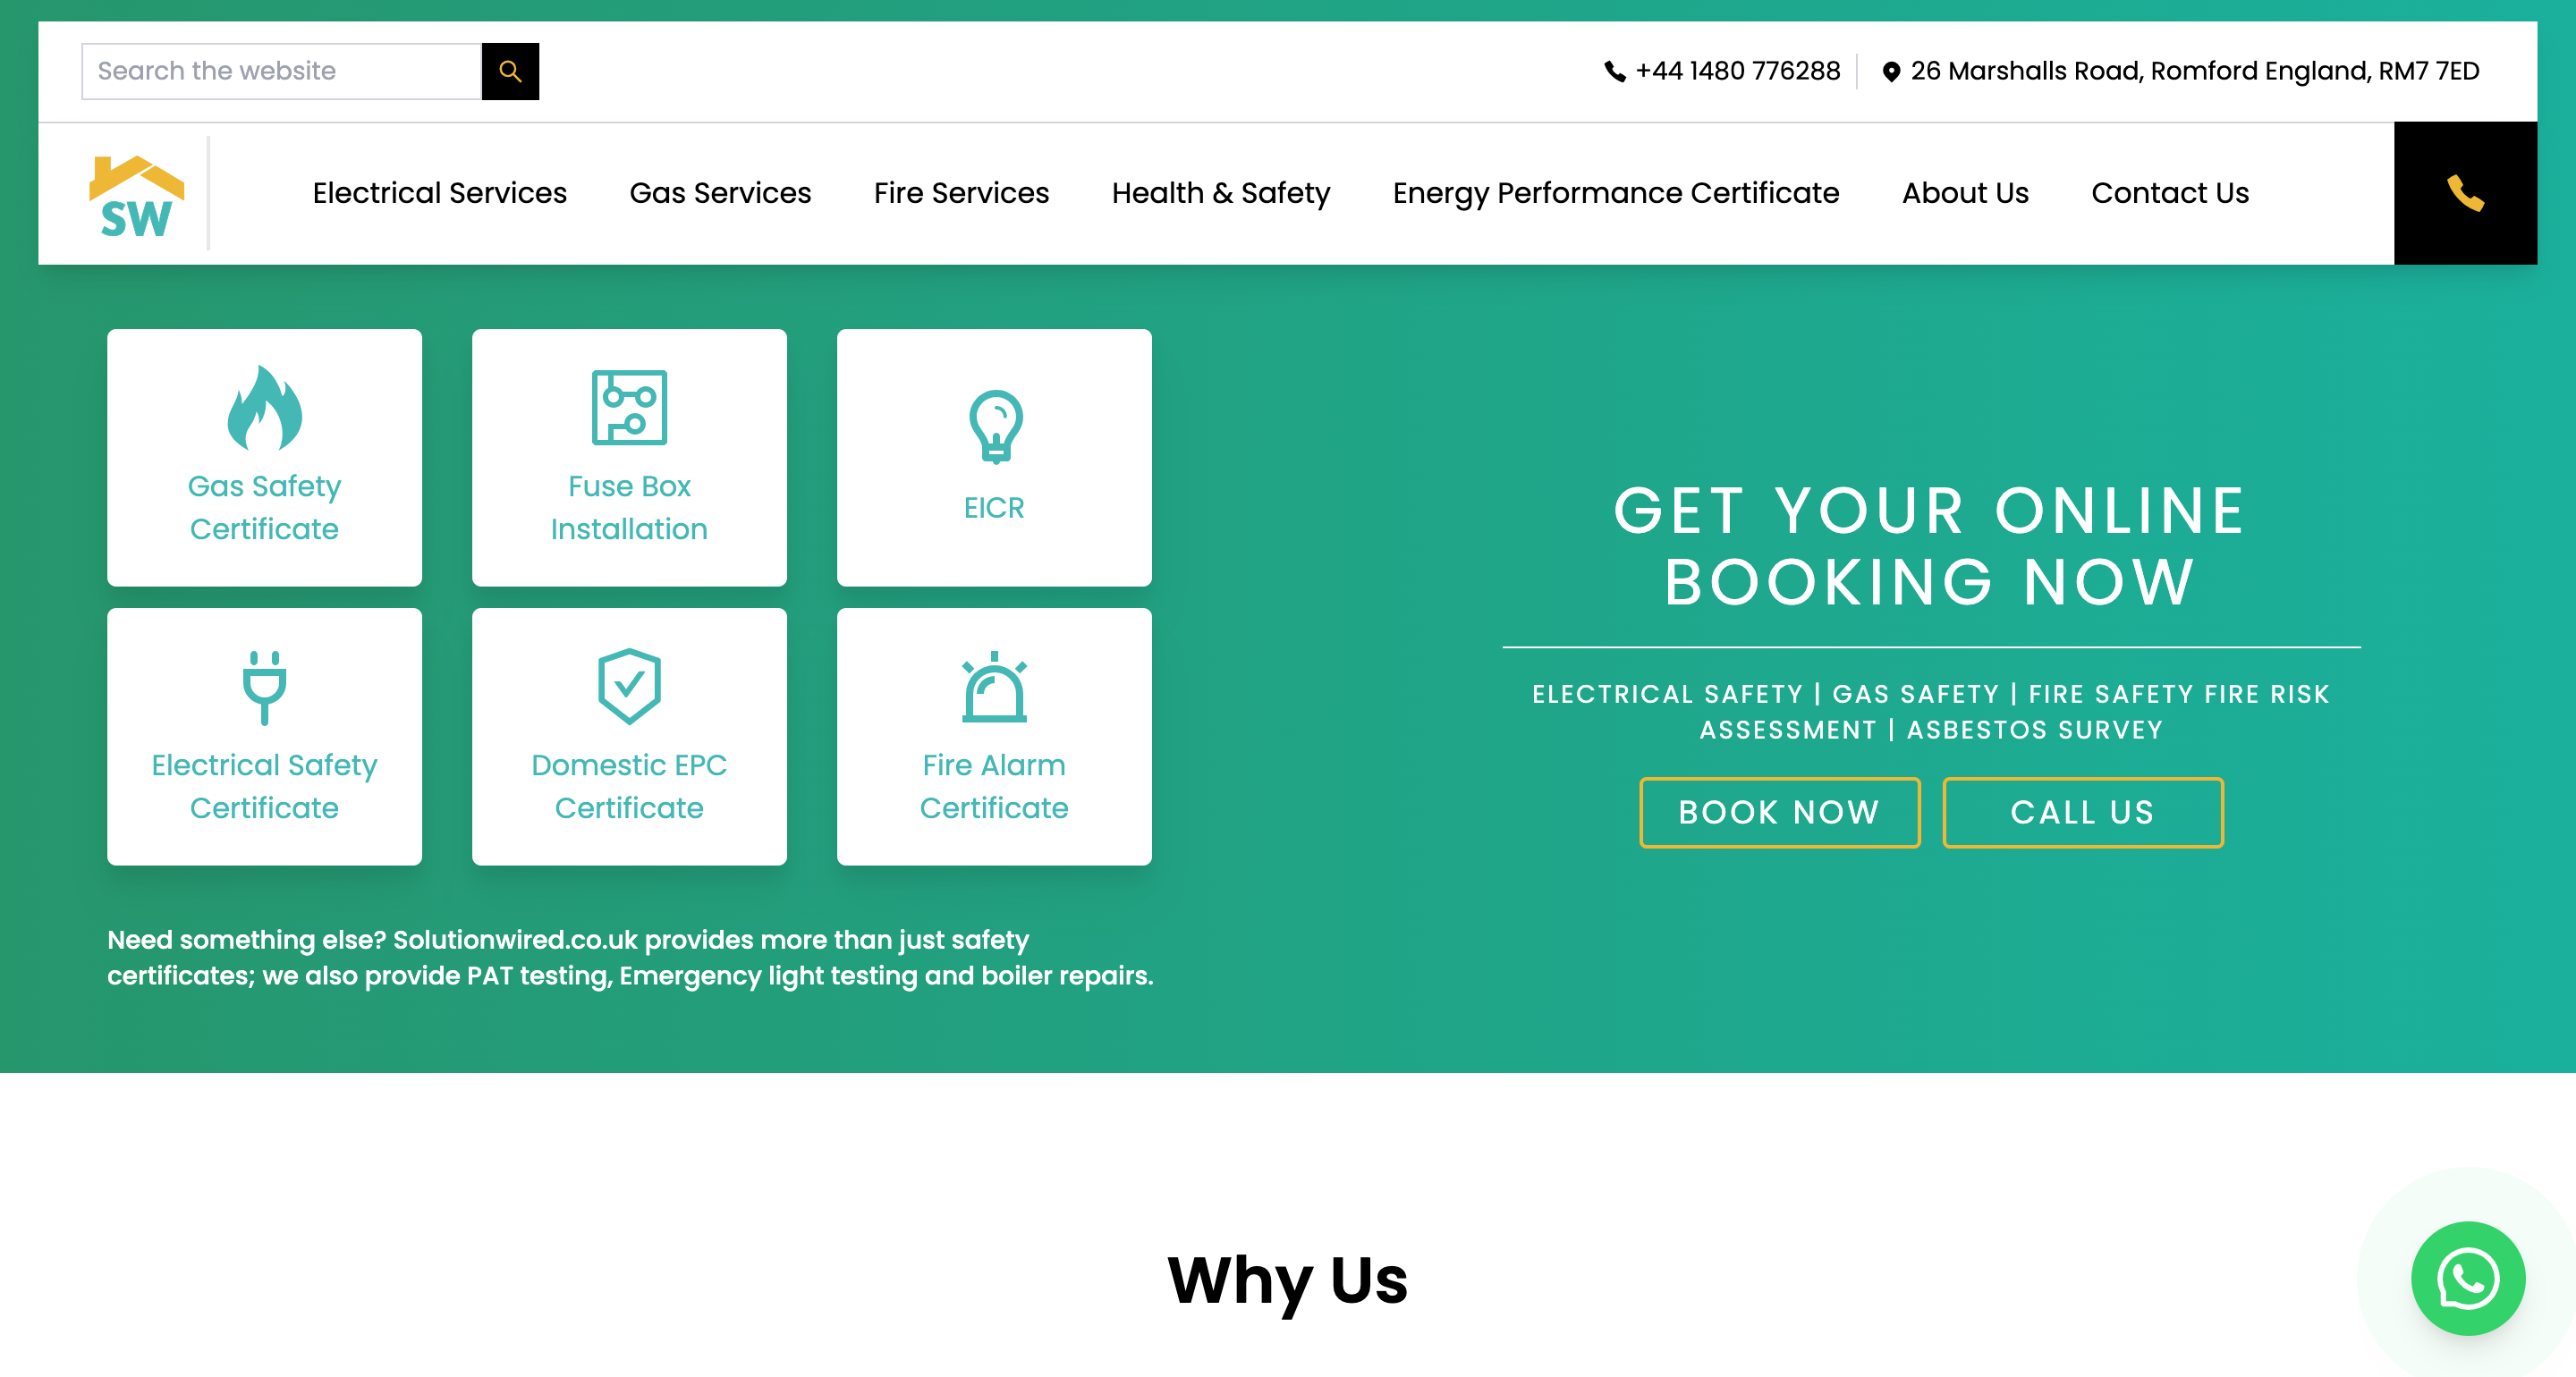 Search the website
+44 1480 776288
26 Marshalls Road, Romford England, RM7 7ED
SW
Electrical Services
Gas Services
Fire Services
Health & Safety
Energy Performance Certificate
About Us
Contact Us
Gas Safety
Certificate
Fuse Box
Installation
EICR
Electrical Safety
Certificate
Domestic EPC
Certificate
Fire Alarm
Certificate
Need something else? Solutionwired.co.uk provides more than just safety
certificates; we also provide PAT testing, Emergency light testing and boiler repairs.
GET YOUR ONLINE
BOOKING NOW
ELECTRICAL SAFETY | GAS SAFETY | FIRE SAFETY FIRE RISK
ASSESSMENT | ASBESTOS SURVEY
BOOK NOW
CALL US
Why Us